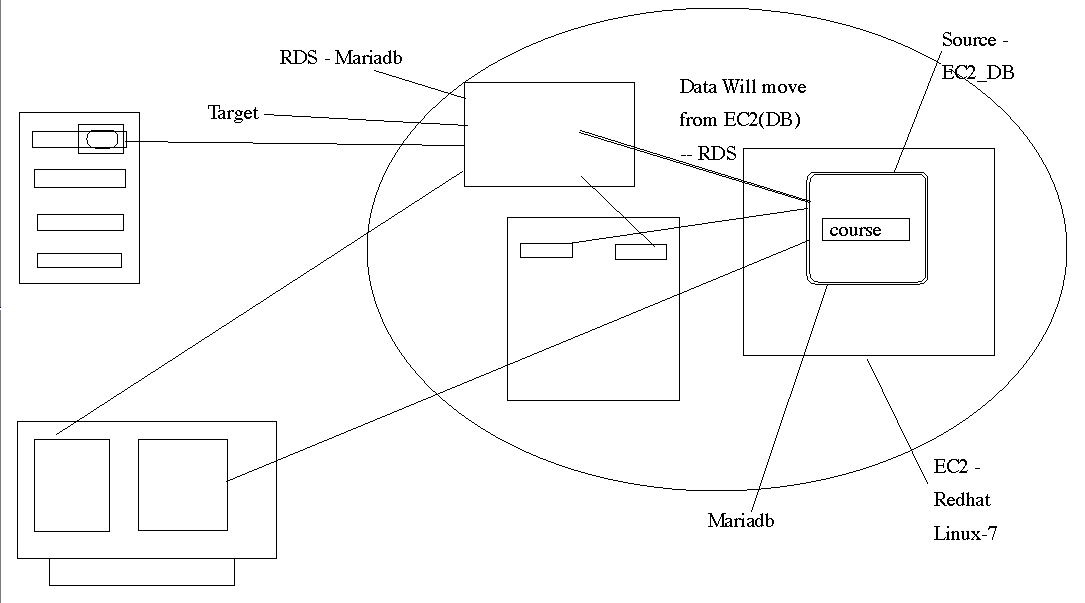 Source -
EC2_DB
RDS - Mariadb
Data Will move
from EC2(DB)
-- RDS
Target
course
EC2 -
Redhat
Linux-7
Mariadb